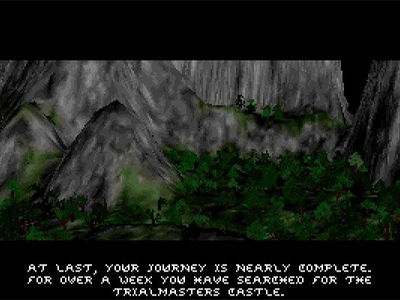 AT LAST, YOUR JOURNEY IS NEARLY COMPLETE.
FOR OVER A WEEK YOU HAVE SEARCHED FOR THE
TRIALMASTERS CASTLE.